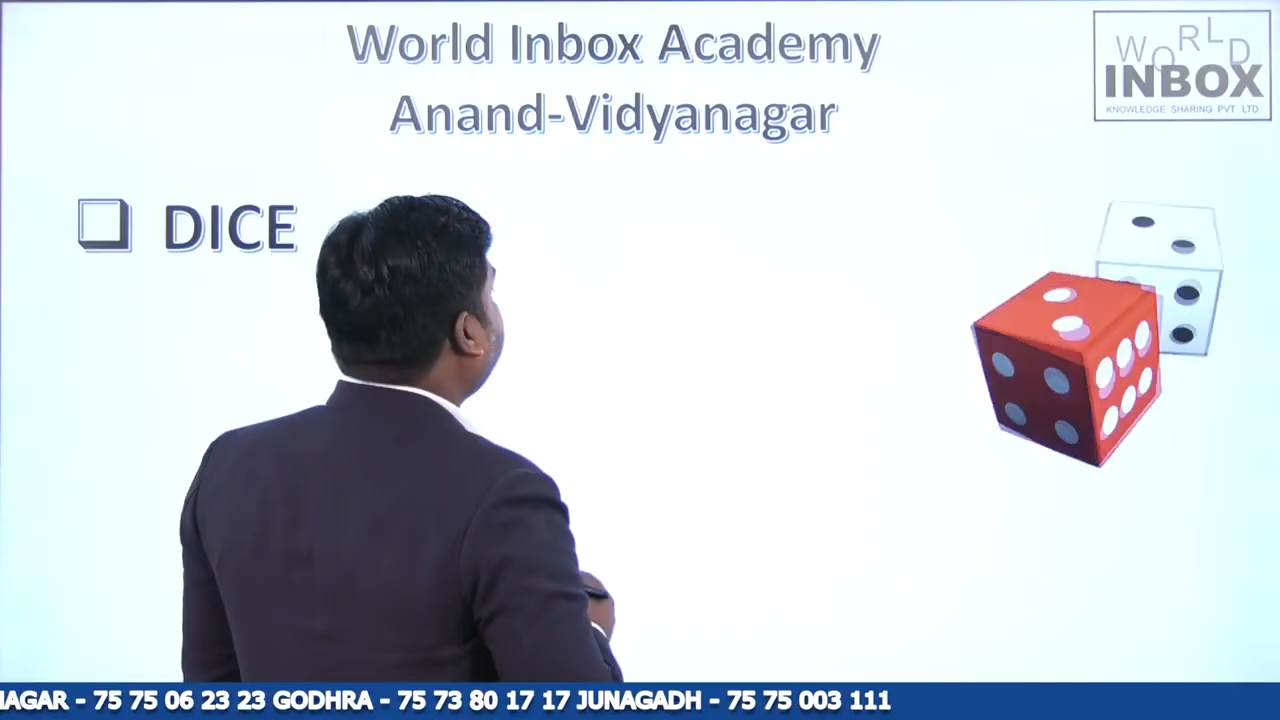 World Inbox Academy
Anand-Vidyanagar
WORLD
INBOX
KNOWLEDGE SHARING PVT LTD
❑ DICE
NAGAR - 75 75 06 23 23 GODHRA - 75 73 80 17 17 JUNAGADH - 75 75 003 111